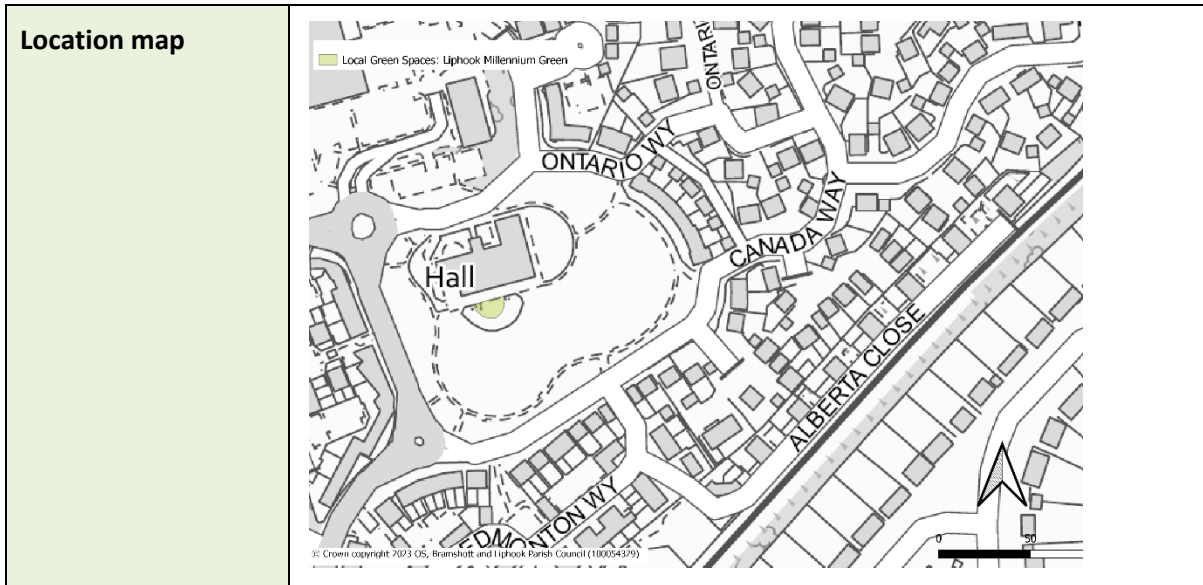 Location map
Local Green Spaces: Liphook Millennium Green
ONTARI
ONTARIO WY
CANADA WAY
Hall
ALBERTA CLOSE
EDMONTON WY
0 50
© Crown copyright 2023 OS, Bramshott and Liphook Parish Council (100054379)